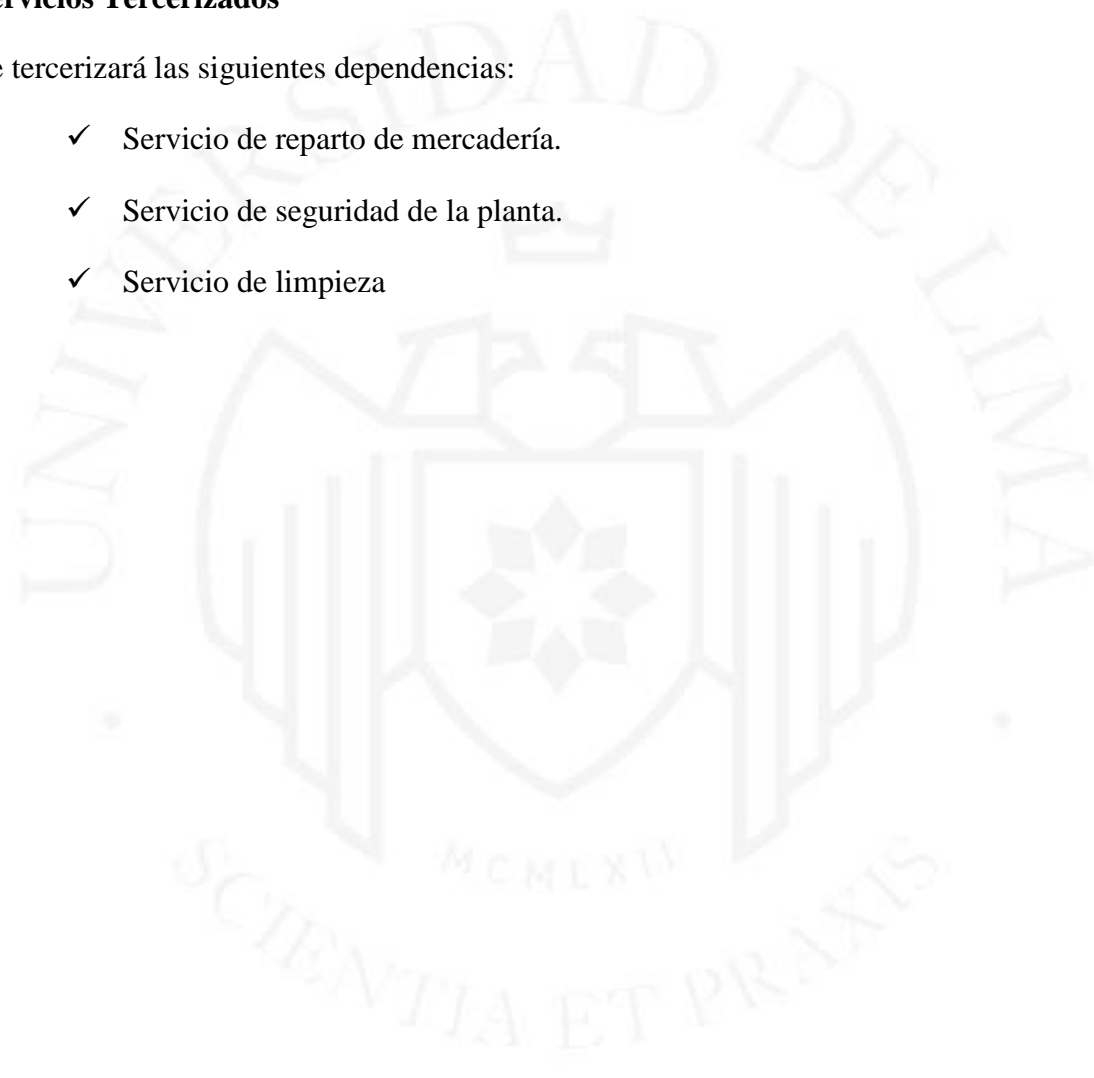 ervicios Tercerizados
e tercerizará las siguientes dependencias:
✓ Servicio de reparto de mercadería.
✓ Servicio de seguridad de la planta.
✓ Servicio de limpieza
UNIVERSIDAD DE LIMA
MCMLXII
SCIENTIA ET PRAXIS